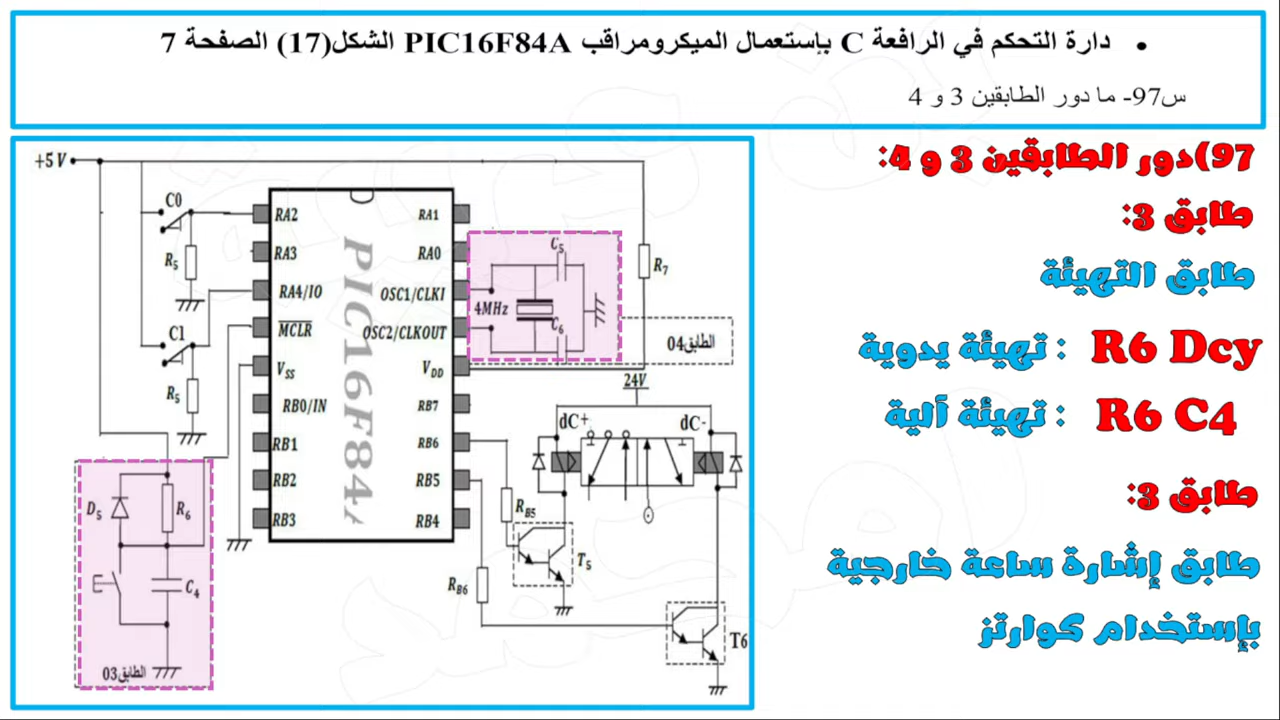 • دارة التحكم في الرافعة C بإستعمال الميكرومراقب PIC16F84A الشكل(17) الصفحة 7
س97- ما دور الطابقين 3 و 4
97)دور الطابقين 3 و 4:
طابق 3:
طابق التهيئة
R6 Dcy : تهيئة يدوية
R6 C4 : تهيئة آلية
طابق 3:
طابق إشارة ساعة خارجية
بإستخدام كوارتز
+5V
C0
R5
C1
R5
RA2
RA3
RA4/IO
MCLR
VSS
RB0/IN
RB1
RB2
RB3
PIC16F84A
RA1
RA0
OSC1/CLKI
OSC2/CLKOUT
VDD
RB7
RB6
RB5
RB4
C5
4MHz
C6
الطابق04
R7
24V
dC+
dC-
RB5
T5
RB6
T6
D5
R6
C4
الطابق03